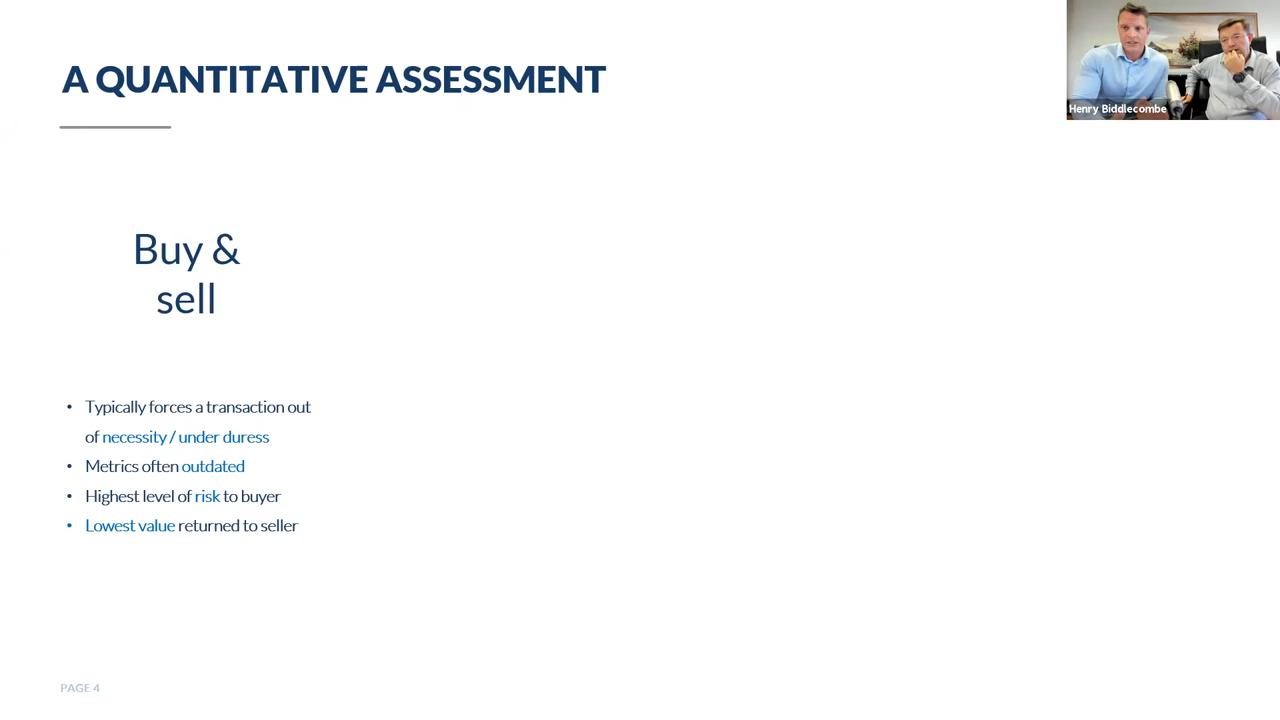 A QUANTITATIVE ASSESSMENT
Henry Biddlecombe
Buy &
sell
• Typically forces a transaction out
of necessity / under duress
• Metrics often outdated
• Highest level of risk to buyer
• Lowest value returned to seller
PAGE 4